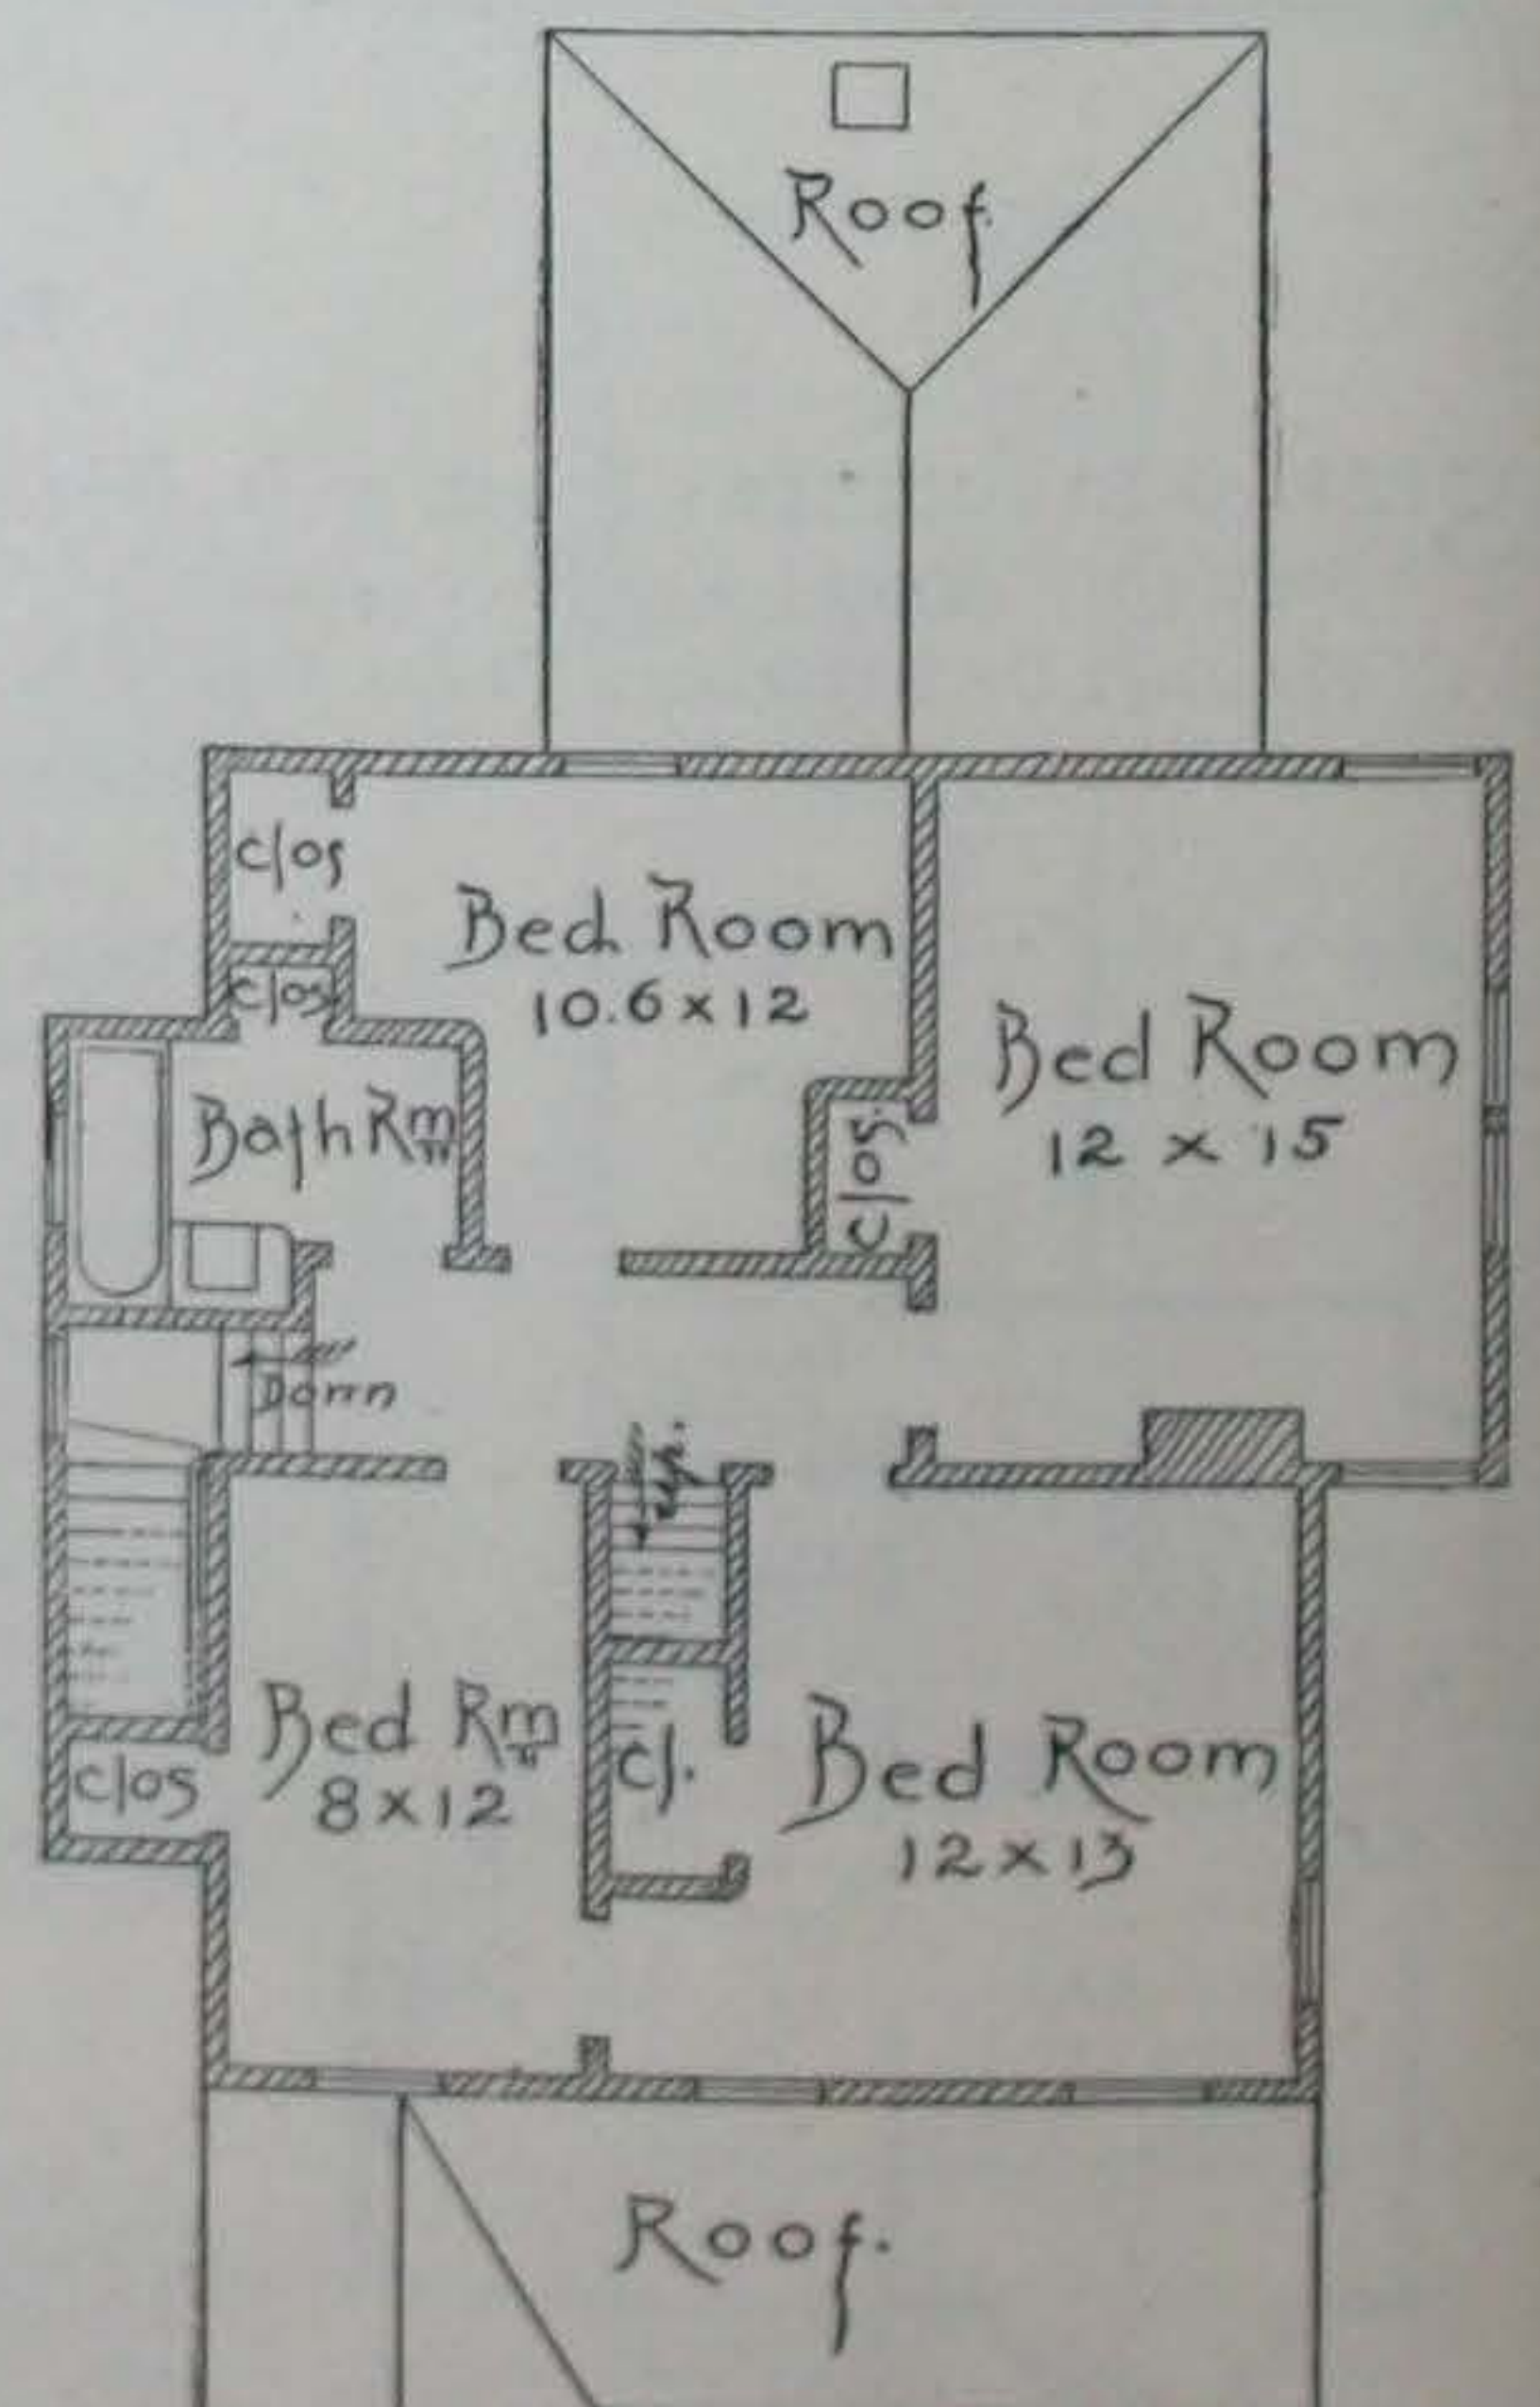 Roof.
Clos
Bed Room
10.6 x 12
Clos
Bed Room
12 x 15
Bath Rm
Clos.
Down
up.
Bed Rm
8 x 12
Clos
Cl.
Bed Room
12 x 13
Roof.